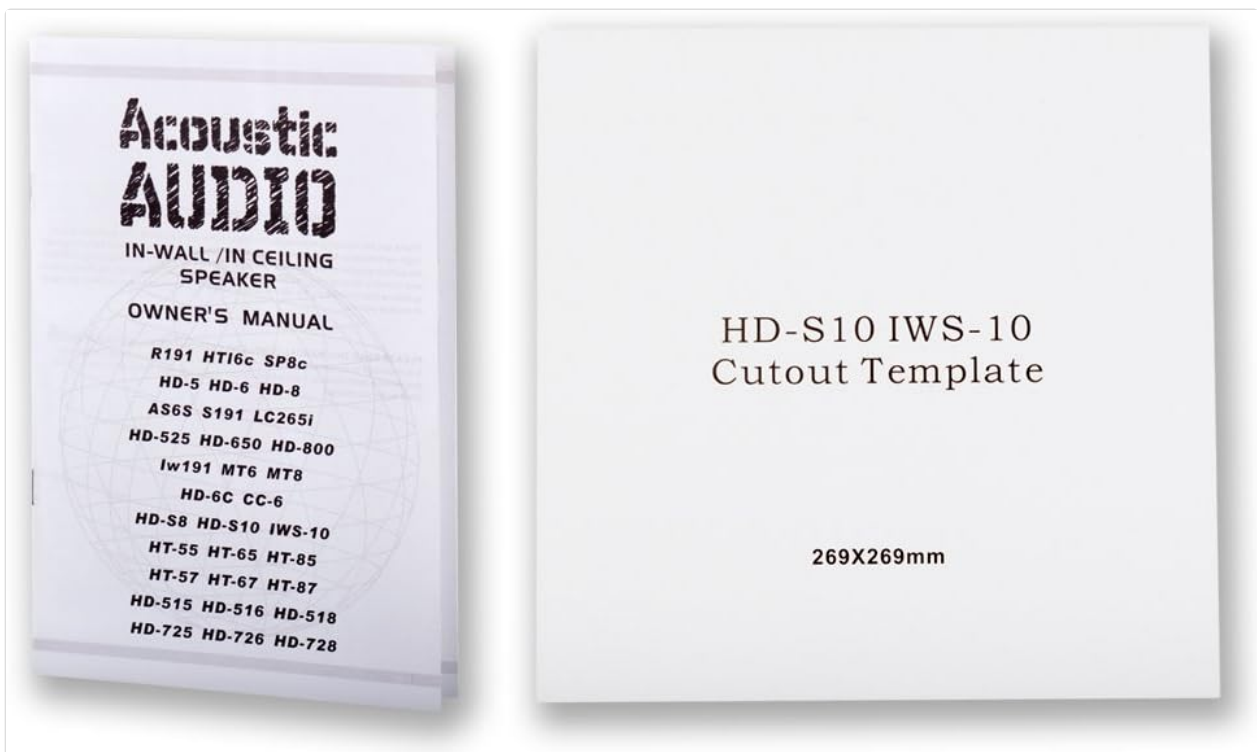 Acoustic
AUDIO
IN-WALL /IN CEILING
SPEAKER
OWNER'S MANUAL
R191 HTI6c SP8c
HD-5 HD-6 HD-8
AS6S S191 LC265i
HD-525 HD-650 HD-800
Iw191 MT6 MT8
HD-6C CC-6
HD-S8 HD-S10 IWS-10
HT-55 HT-65 HT-85
HT-57 HT-67 HT-87
HD-515 HD-516 HD-518
HD-725 HD-726 HD-728
HD-S10 IWS-10
Cutout Template
269X269mm